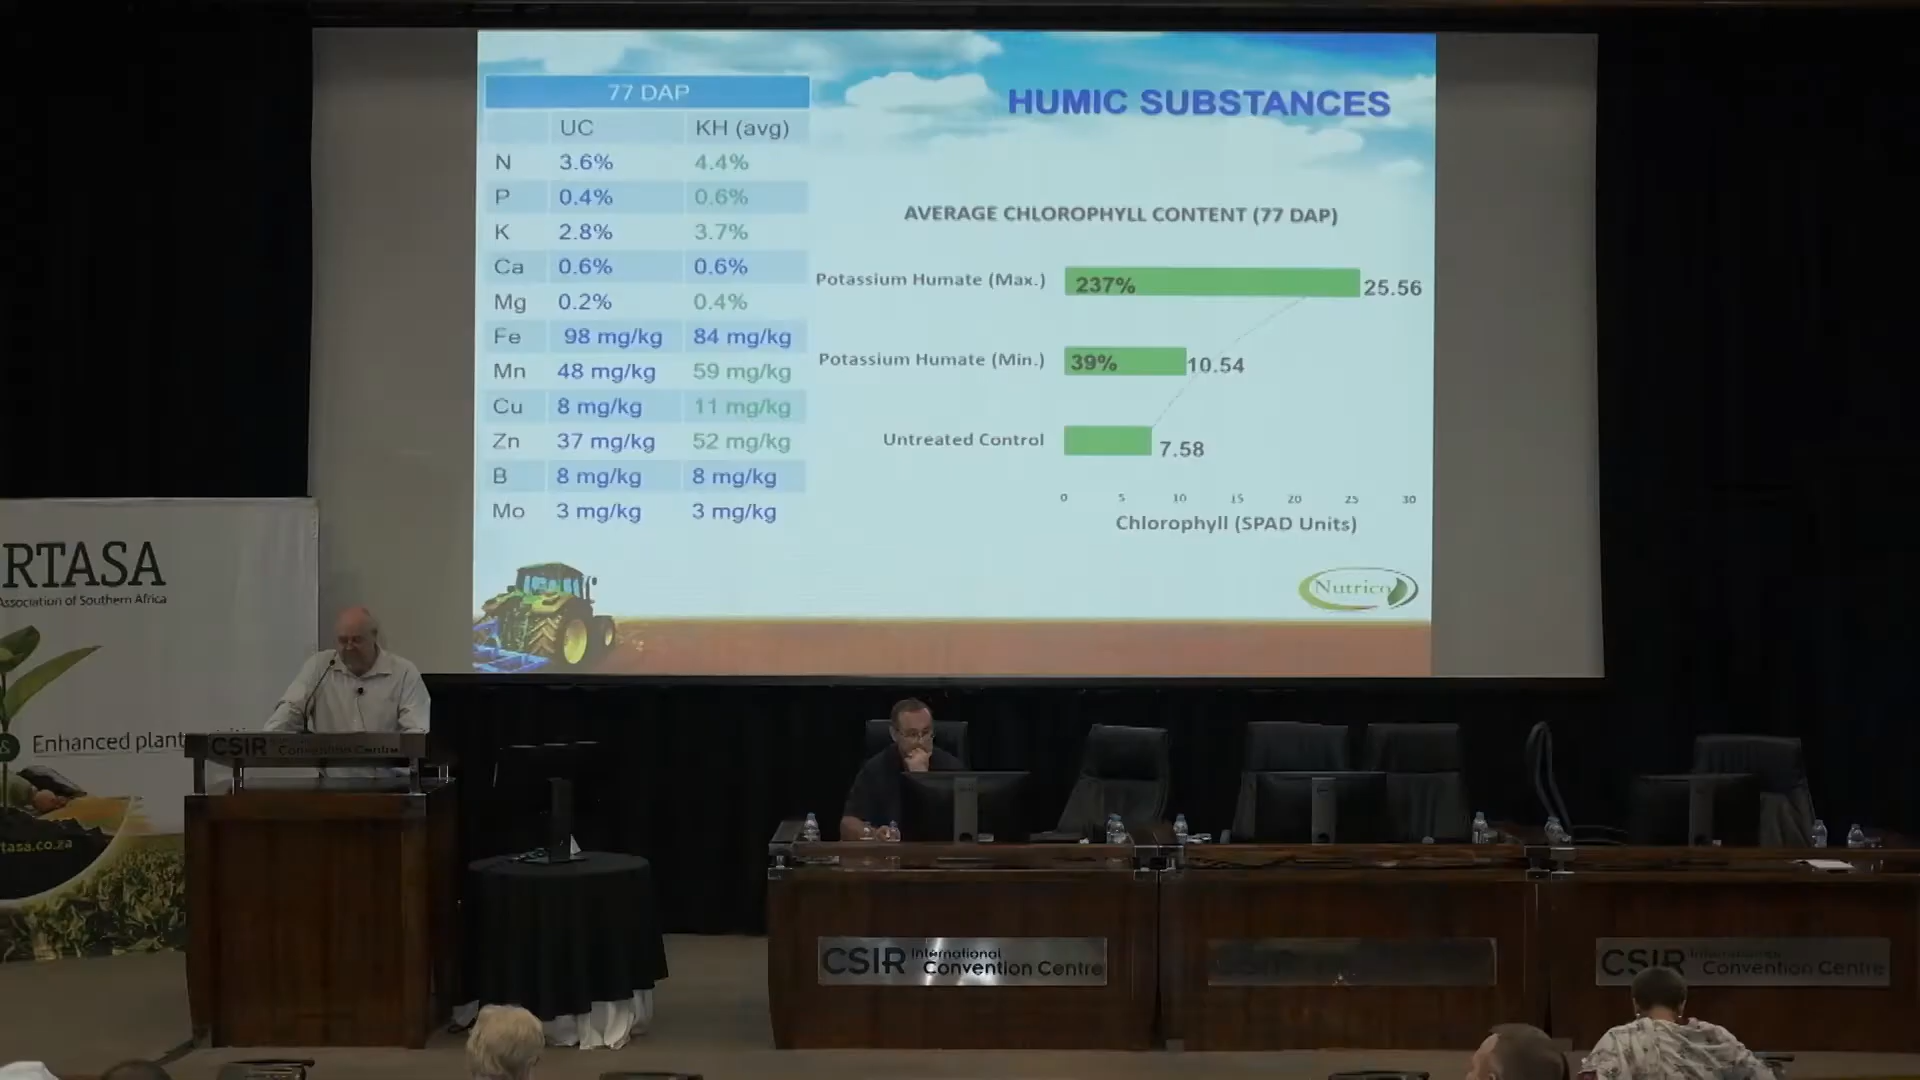 77 DAP
UC KH (avg)
N 3.6% 4.4%
P 0.4% 0.6%
K 2.8% 3.7%
Ca 0.6% 0.6%
Mg 0.2% 0.4%
Fe 98 mg/kg 84 mg/kg
Mn 48 mg/kg 59 mg/kg
Cu 8 mg/kg 11 mg/kg
Zn 37 mg/kg 52 mg/kg
B 8 mg/kg 8 mg/kg
Mo 3 mg/kg 3 mg/kg
HUMIC SUBSTANCES
AVERAGE CHLOROPHYLL CONTENT (77 DAP)
Potassium Humate (Max.) 237% 25.56
Potassium Humate (Min.) 39% 10.54
Untreated Control 7.58
0 5 10 15 20 25 30
Chlorophyll (SPAD Units)
Nutrico
RTASA
Association of Southern Africa
& Enhanced plant
tasa.co.za
CSIR International
Convention Centre
CSIR International
Convention Centre
CSIR International
Convention Centre